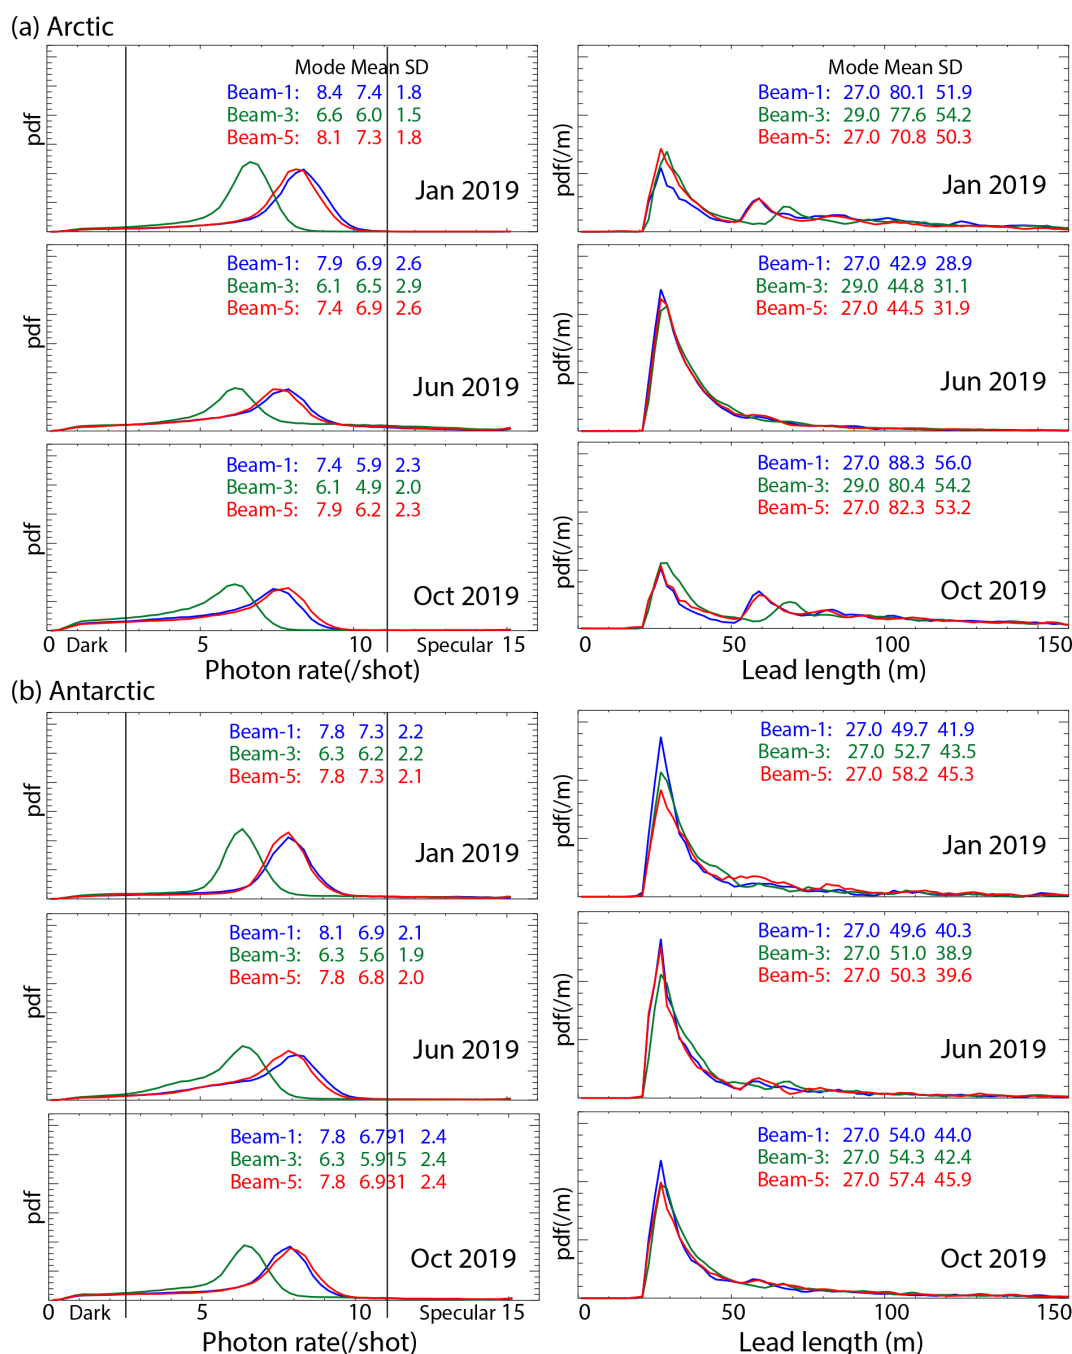 (a) Arctic
Mode Mean SD
Beam-1: 8.4 7.4 1.8
Beam-3: 6.6 6.0 1.5
Beam-5: 8.1 7.3 1.8
pdf
Jan 2019
Mode Mean SD
Beam-1: 27.0 80.1 51.9
Beam-3: 29.0 77.6 54.2
Beam-5: 27.0 70.8 50.3
pdf(/m)
Jan 2019
Beam-1: 7.9 6.9 2.6
Beam-3: 6.1 6.5 2.9
Beam-5: 7.4 6.9 2.6
pdf
Jun 2019
Beam-1: 27.0 42.9 28.9
Beam-3: 29.0 44.8 31.1
Beam-5: 27.0 44.5 31.9
pdf(/m)
Jun 2019
Beam-1: 7.4 5.9 2.3
Beam-3: 6.1 4.9 2.0
Beam-5: 7.9 6.2 2.3
pdf
Oct 2019
0 Dark 5 10 Specular 15
Photon rate(/shot)
Beam-1: 27.0 88.3 56.0
Beam-3: 29.0 80.4 54.2
Beam-5: 27.0 82.3 53.2
pdf(/m)
Oct 2019
0 50 100 150
Lead length (m)
(b) Antarctic
Beam-1: 7.8 7.3 2.2
Beam-3: 6.3 6.2 2.2
Beam-5: 7.8 7.3 2.1
pdf
Jan 2019
Beam-1: 27.0 49.7 41.9
Beam-3: 27.0 52.7 43.5
Beam-5: 27.0 58.2 45.3
pdf(/m)
Jan 2019
Beam-1: 8.1 6.9 2.1
Beam-3: 6.3 5.6 1.9
Beam-5: 7.8 6.8 2.0
pdf
Jun 2019
Beam-1: 27.0 49.6 40.3
Beam-3: 27.0 51.0 38.9
Beam-5: 27.0 50.3 39.6
pdf(/m)
Jun 2019
Beam-1: 7.8 6.791 2.4
Beam-3: 6.3 5.915 2.4
Beam-5: 7.8 6.931 2.4
pdf
Oct 2019
0 Dark 5 10 Specular 15
Photon rate(/shot)
Beam-1: 27.0 54.0 44.0
Beam-3: 27.0 54.3 42.4
Beam-5: 27.0 57.4 45.9
pdf(/m)
Oct 2019
0 50 100 150
Lead length (m)